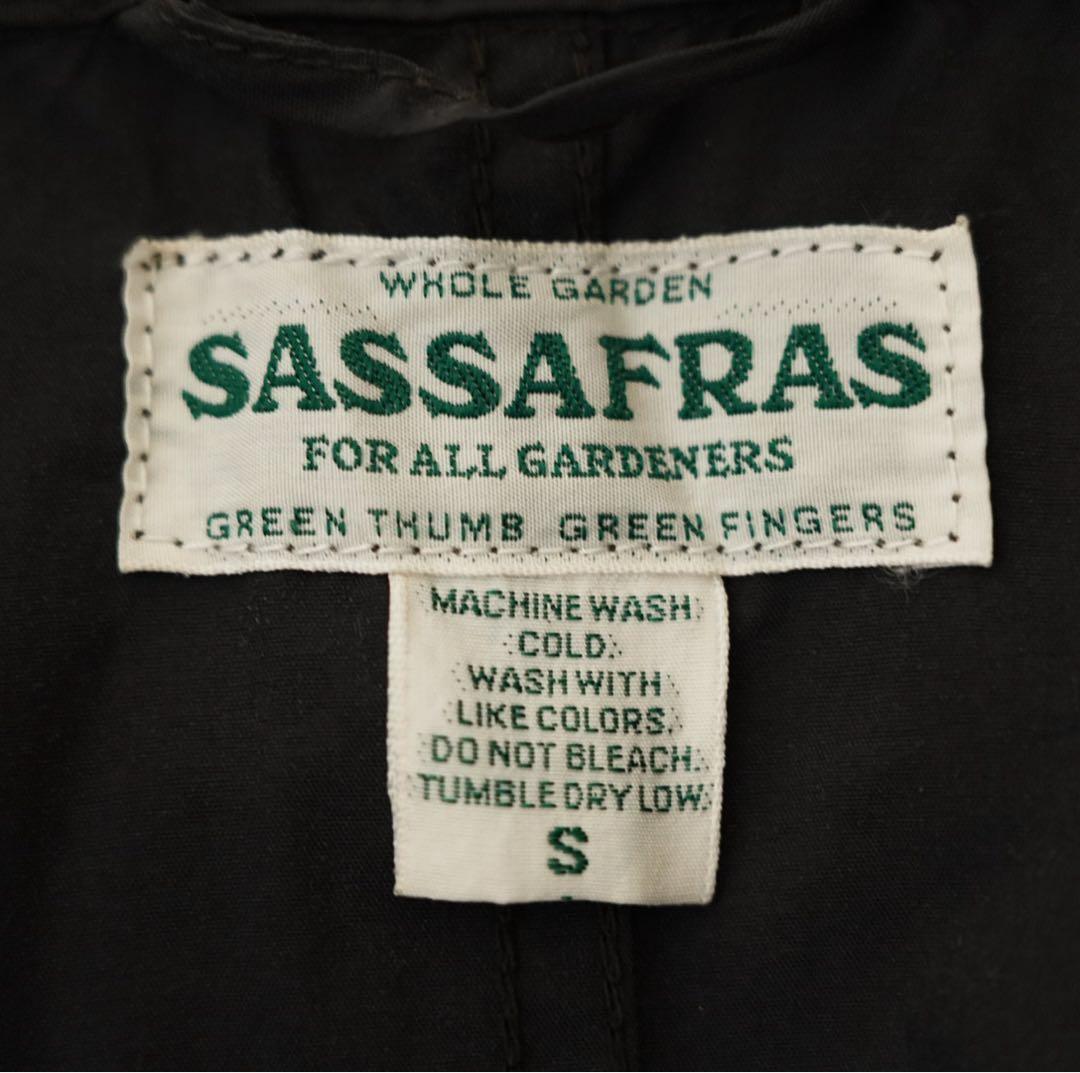 WHOLE GARDEN
SASSAFRAS
FOR ALL GARDENERS
GREEN THUMB GREEN FINGERS
MACHINE WASH
COLD.
WASH WITH
LIKE COLORS.
DO NOT BLEACH.
TUMBLE DRY LOW.
S